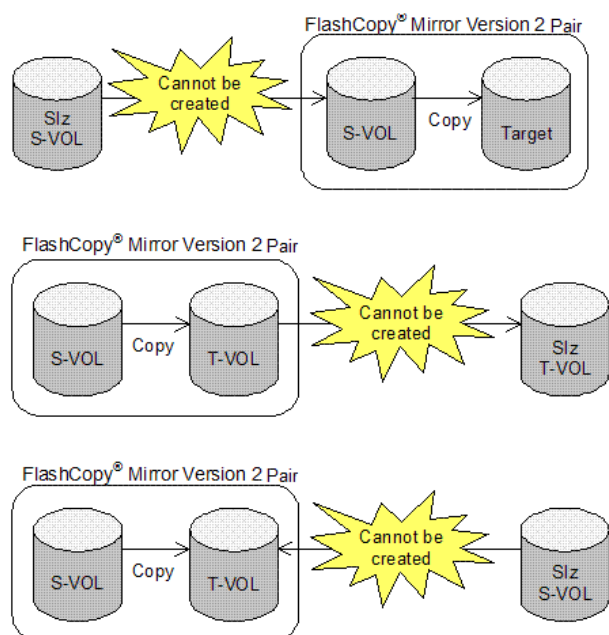 FlashCopy® Mirror Version 2 Pair
Cannot be
created
SIz
S-VOL
S-VOL
Copy
Target
FlashCopy® Mirror Version 2 Pair
S-VOL
Copy
T-VOL
Cannot be
created
SIz
T-VOL
FlashCopy® Mirror Version 2 Pair
S-VOL
Copy
T-VOL
Cannot be
created
SIz
S-VOL